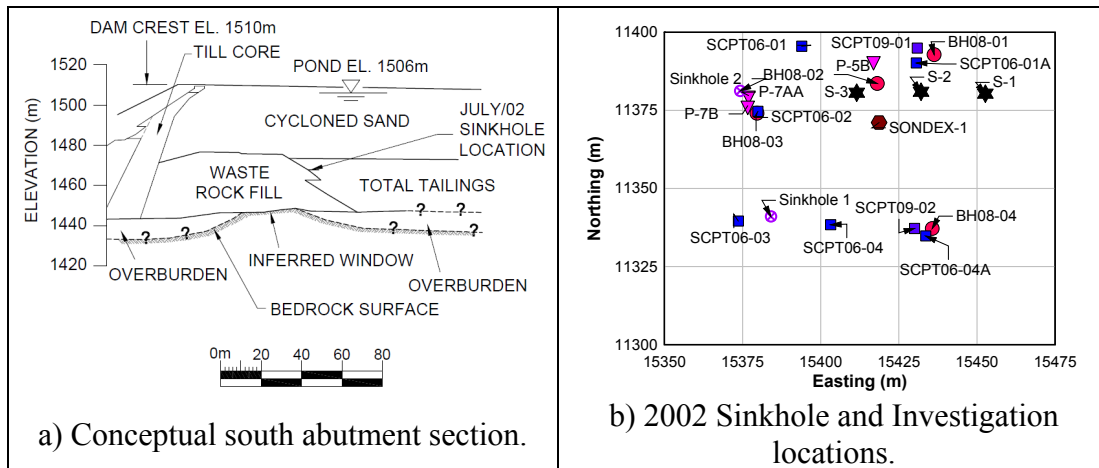 DAM CREST EL. 1510m
TILL CORE
POND EL. 1506m
1520
1500
1480
1460
1440
1420
ELEVATION (m)
CYCLONED SAND
JULY/02
SINKHOLE
LOCATION
WASTE
ROCK FILL
TOTAL TAILINGS
? ? ? ? ? ? ?
OVERBURDEN
INFERRED WINDOW
OVERBURDEN
BEDROCK SURFACE
0m 20 40 60 80
a) Conceptual south abutment section.
11400
11375
11350
11325
11300
Northing (m)
SCPT06-01
SCPT09-01
BH08-01
P-5B
SCPT06-01A
Sinkhole 2
BH08-02
S-2
S-1
P-7AA
S-3
P-7B
SCPT06-02
SONDEX-1
BH08-03
Sinkhole 1
SCPT09-02
BH08-04
SCPT06-03
SCPT06-04
SCPT06-04A
15350 15375 15400 15425 15450 15475
Easting (m)
b) 2002 Sinkhole and Investigation
locations.